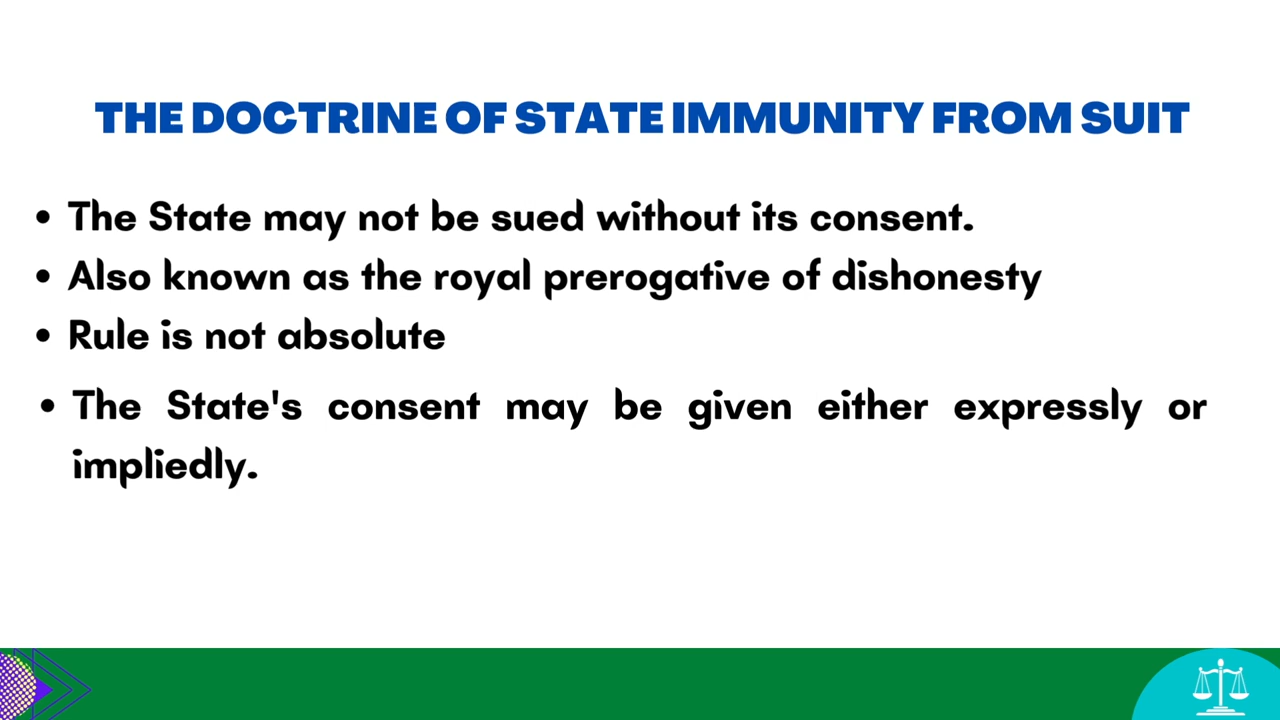 THE DOCTRINE OF STATE IMMUNITY FROM SUIT
• The State may not be sued without its consent.
• Also known as the royal prerogative of dishonesty
• Rule is not absolute
• The State's consent may be given either expressly or
impliedly.